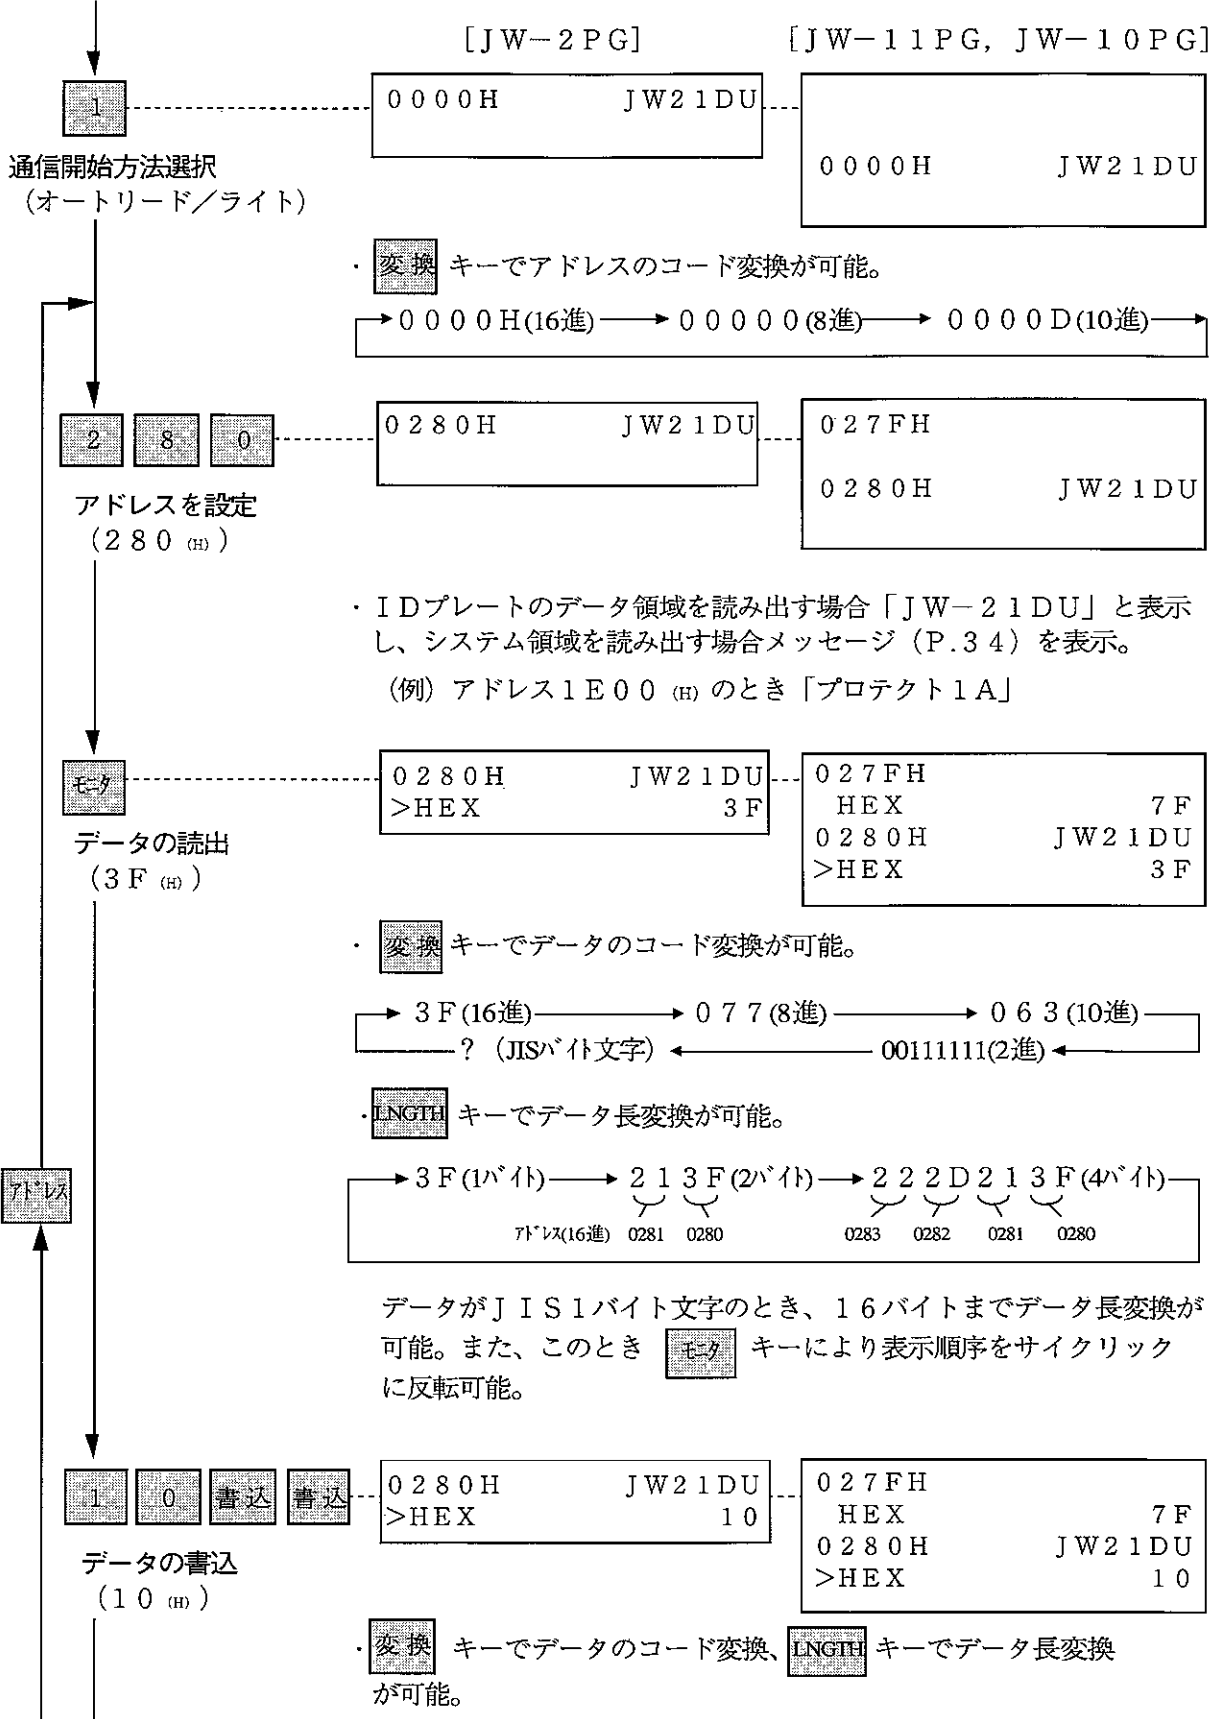 ［ＪＷ－２ＰＧ］　［ＪＷ－１１ＰＧ，ＪＷ－１０ＰＧ］
１
００００Ｈ　ＪＷ２１ＤＵ
００００Ｈ　ＪＷ２１ＤＵ
通信開始方法選択
（オートリード／ライト）
・ 変換 キーでアドレスのコード変換が可能。
００００Ｈ(16進) ０００００(8進) ００００Ｄ(10進)
２ ８ ０
０２８０Ｈ　ＪＷ２１ＤＵ
０２７ＦＨ
０２８０Ｈ　ＪＷ２１ＤＵ
アドレスを設定
（２８０ (H) ）
・ＩＤプレートのデータ領域を読み出す場合「ＪＷ－２１ＤＵ」と表示
し、システム領域を読み出す場合メッセージ（Ｐ.３４）を表示。
（例）アドレス１Ｅ００ (H) のとき「プロテクト１Ａ」
ﾓﾆﾀ
０２８０Ｈ　ＪＷ２１ＤＵ
＞ＨＥＸ　３Ｆ
０２７ＦＨ
ＨＥＸ　７Ｆ
０２８０Ｈ　ＪＷ２１ＤＵ
＞ＨＥＸ　３Ｆ
データの読出
（３Ｆ (H) ）
・ 変換 キーでデータのコード変換が可能。
３Ｆ(16進) ０７７(8進) ０６３(10進)
？（JISﾊﾞｲﾄ文字） 00111111(2進)
・LNGTH キーでデータ長変換が可能。
３Ｆ(1ﾊﾞｲﾄ) ２１３Ｆ(2ﾊﾞｲﾄ) ２２２Ｄ２１３Ｆ(4ﾊﾞｲﾄ)
ｱﾄﾞﾚｽ(16進) 0281 0280 0283 0282 0281 0280
ｱﾄﾞﾚｽ
データがＪＩＳ１バイト文字のとき、１６バイトまでデータ長変換が
可能。また、このとき ﾓﾆﾀ キーにより表示順序をサイクリック
に反転可能。
１ ０ 書込 書込
０２８０Ｈ　ＪＷ２１ＤＵ
＞ＨＥＸ　１０
０２７ＦＨ
ＨＥＸ　７Ｆ
０２８０Ｈ　ＪＷ２１ＤＵ
＞ＨＥＸ　１０
データの書込
（１０ (H) ）
・変換 キーでデータのコード変換、LNGTH キーでデータ長変換
が可能。